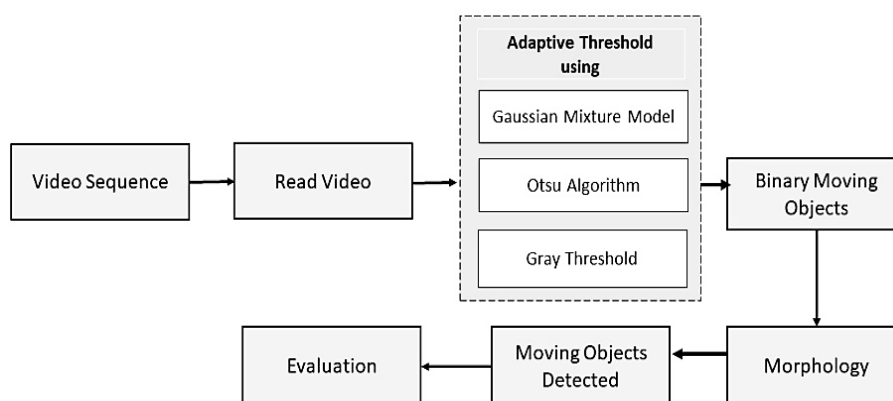 Video Sequence
Read Video
Adaptive Threshold
using
Gaussian Mixture Model
Otsu Algorithm
Gray Threshold
Binary Moving
Objects
Morphology
Moving Objects
Detected
Evaluation